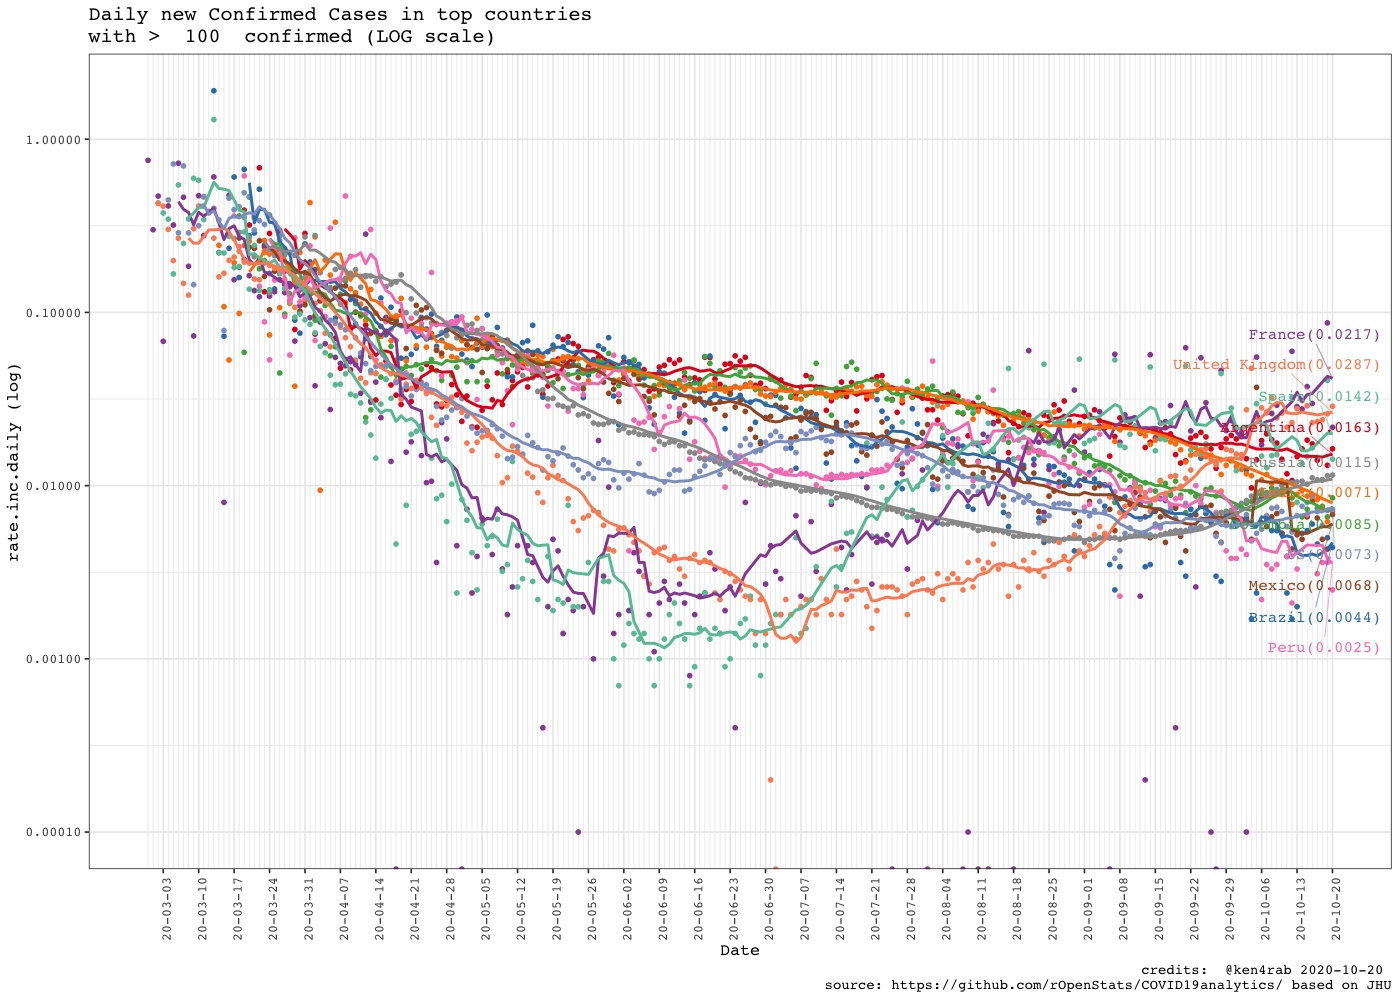 Daily new Confirmed Cases in top countries
with >  100  confirmed (LOG scale)
rate.inc.daily (log)
1.00000
0.10000
0.01000
0.00100
0.00010
France(0.0217)
United Kingdom(0.0287)
Spain(0.0142)
Argentina(0.0163)
Russia(0.0115)
(0.0071)
Colombia(0.0085)
(0.0073)
Mexico(0.0068)
Brazil(0.0044)
Peru(0.0025)
20-03-03
20-03-10
20-03-17
20-03-24
20-03-31
20-04-07
20-04-14
20-04-21
20-04-28
20-05-05
20-05-12
20-05-19
20-05-26
20-06-02
20-06-09
20-06-16
20-06-23
20-06-30
20-07-07
20-07-14
20-07-21
20-07-28
20-08-04
20-08-11
20-08-18
20-08-25
20-09-01
20-09-08
20-09-15
20-09-22
20-09-29
20-10-06
20-10-13
20-10-20
Date
credits:  @ken4rab 2020-10-20
source: https://github.com/rOpenStats/COVID19analytics/ based on JHU